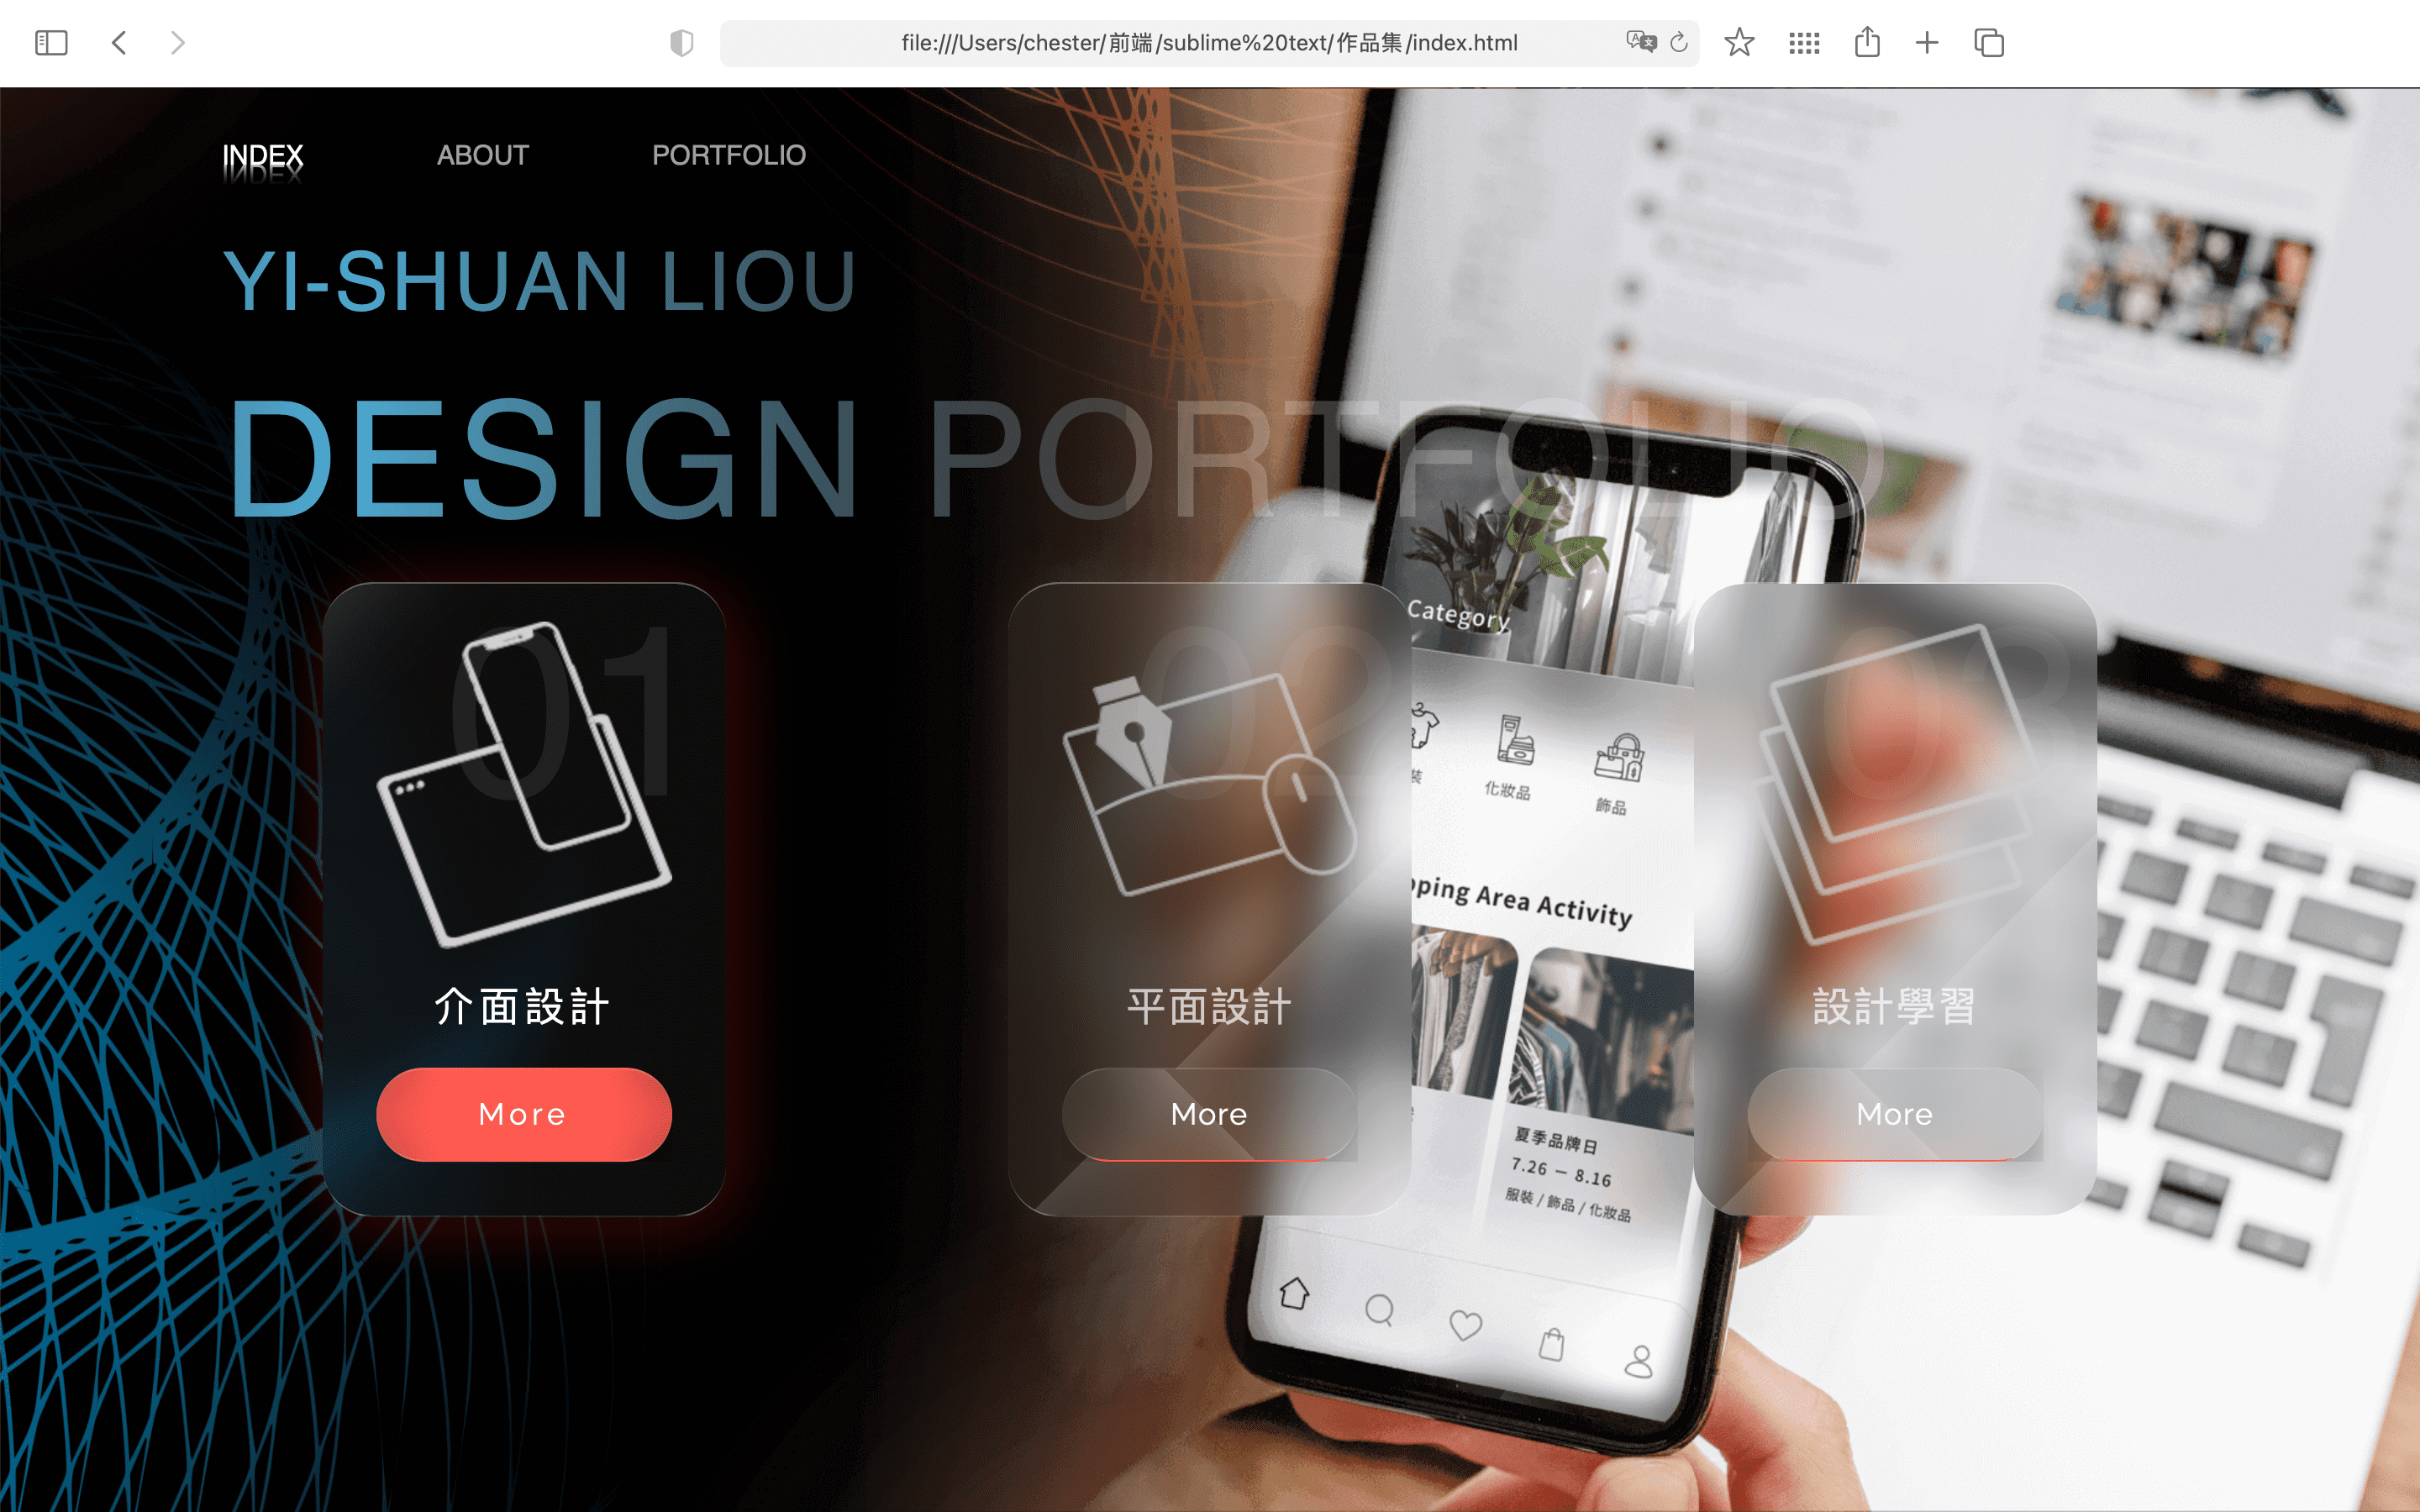 file:///Users/chester/前端/sublime%20text/作品集/index.html
INDEX
ABOUT
PORTFOLIO
YI-SHUAN LIOU
DESIGN PORTFOLIO
01
介面設計
More
02
平面設計
More
03
設計學習
More
Category
裝
化妝品
飾品
pping Area Activity
夏季品牌日
7.26 — 8.16
服裝 / 飾品 / 化妝品